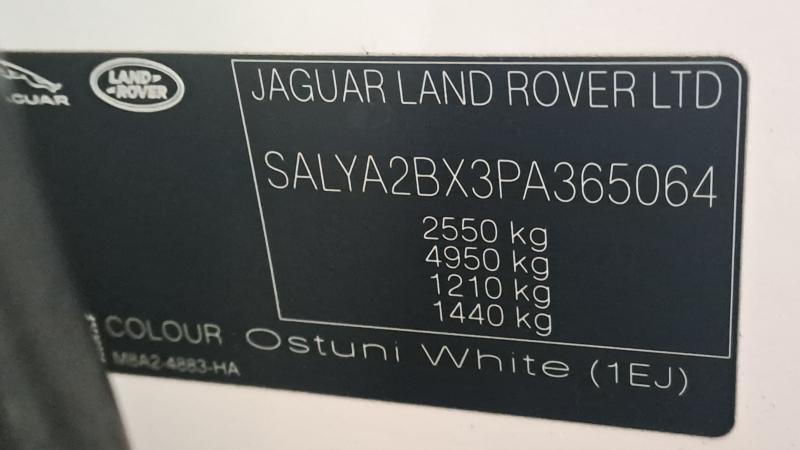 JAGUAR LAND ROVER LTD
LAND
ROVER
SALYA2BX3PA365064
2550 kg
4950 kg
1210 kg
1440 kg
COLOUR Ostuni White (1EJ)
M8A2-4883-HA